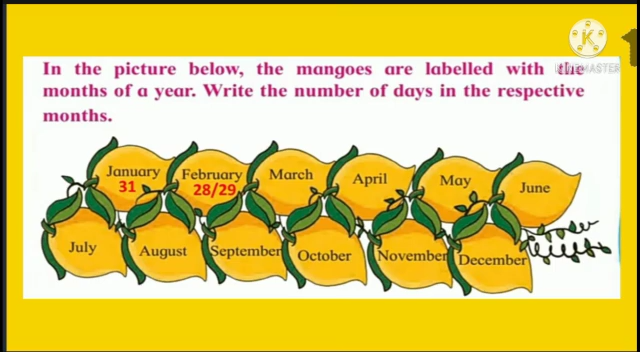 K
KINEMASTER
In the picture below, the mangoes are labelled with the
months of a year. Write the number of days in the respective
months.
January February March April May June
31 28/29
July August September October November December